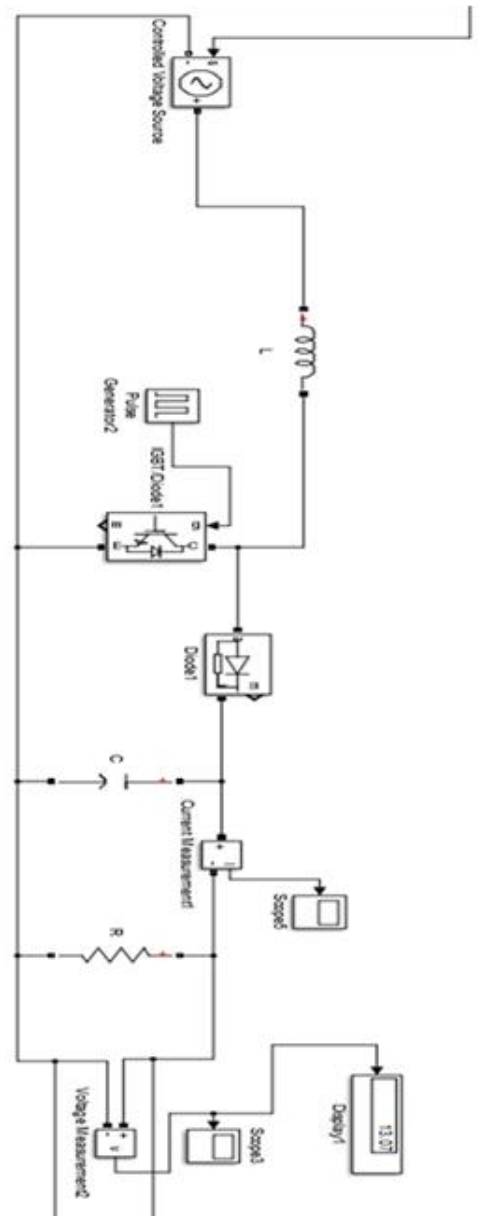 Controlled Voltage Source
s
-
+
+
L
Pulse
Generator2
IGBT/Diode1
g
C
m
E
Diode1
m
C
+
Current Measurement1
+
i
-
Scope5
R
+
Voltage Measurement2
+
-
v
Scope3
13.07
Display1